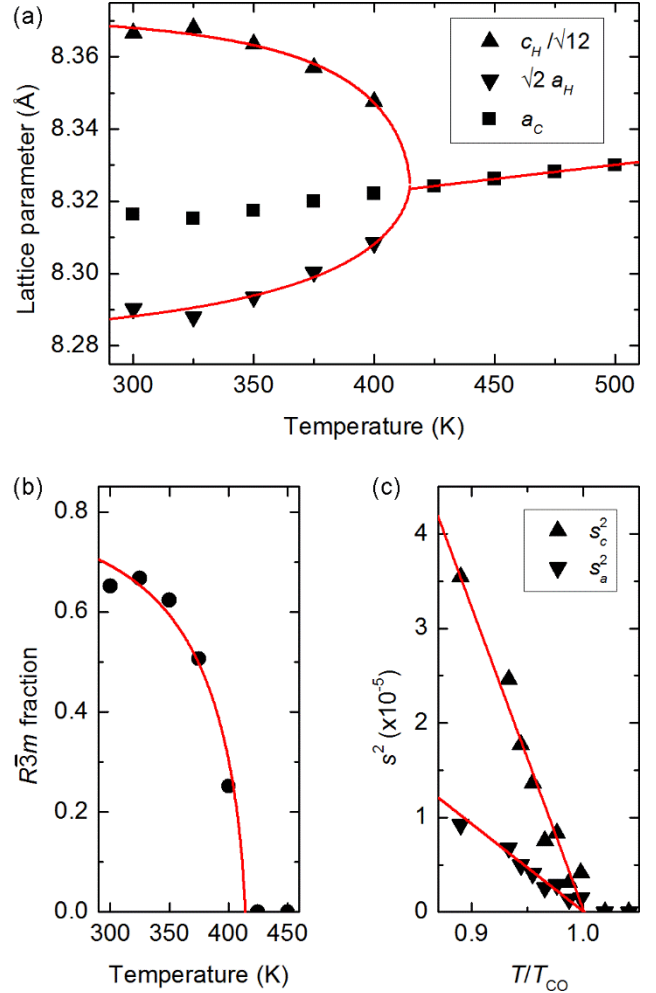 (a)
8.36
8.34
8.32
8.30
8.28
Lattice parameter (Å)
c_H /√12
√2 a_H
a_C
300 350 400 450 500
Temperature (K)
(b)
0.8
0.6
0.4
0.2
0.0
R3̅m fraction
300 350 400 450
Temperature (K)
(c)
4
3
2
1
0
s² (x10⁻⁵)
s_c²
s_a²
0.9 1.0
T/T_CO